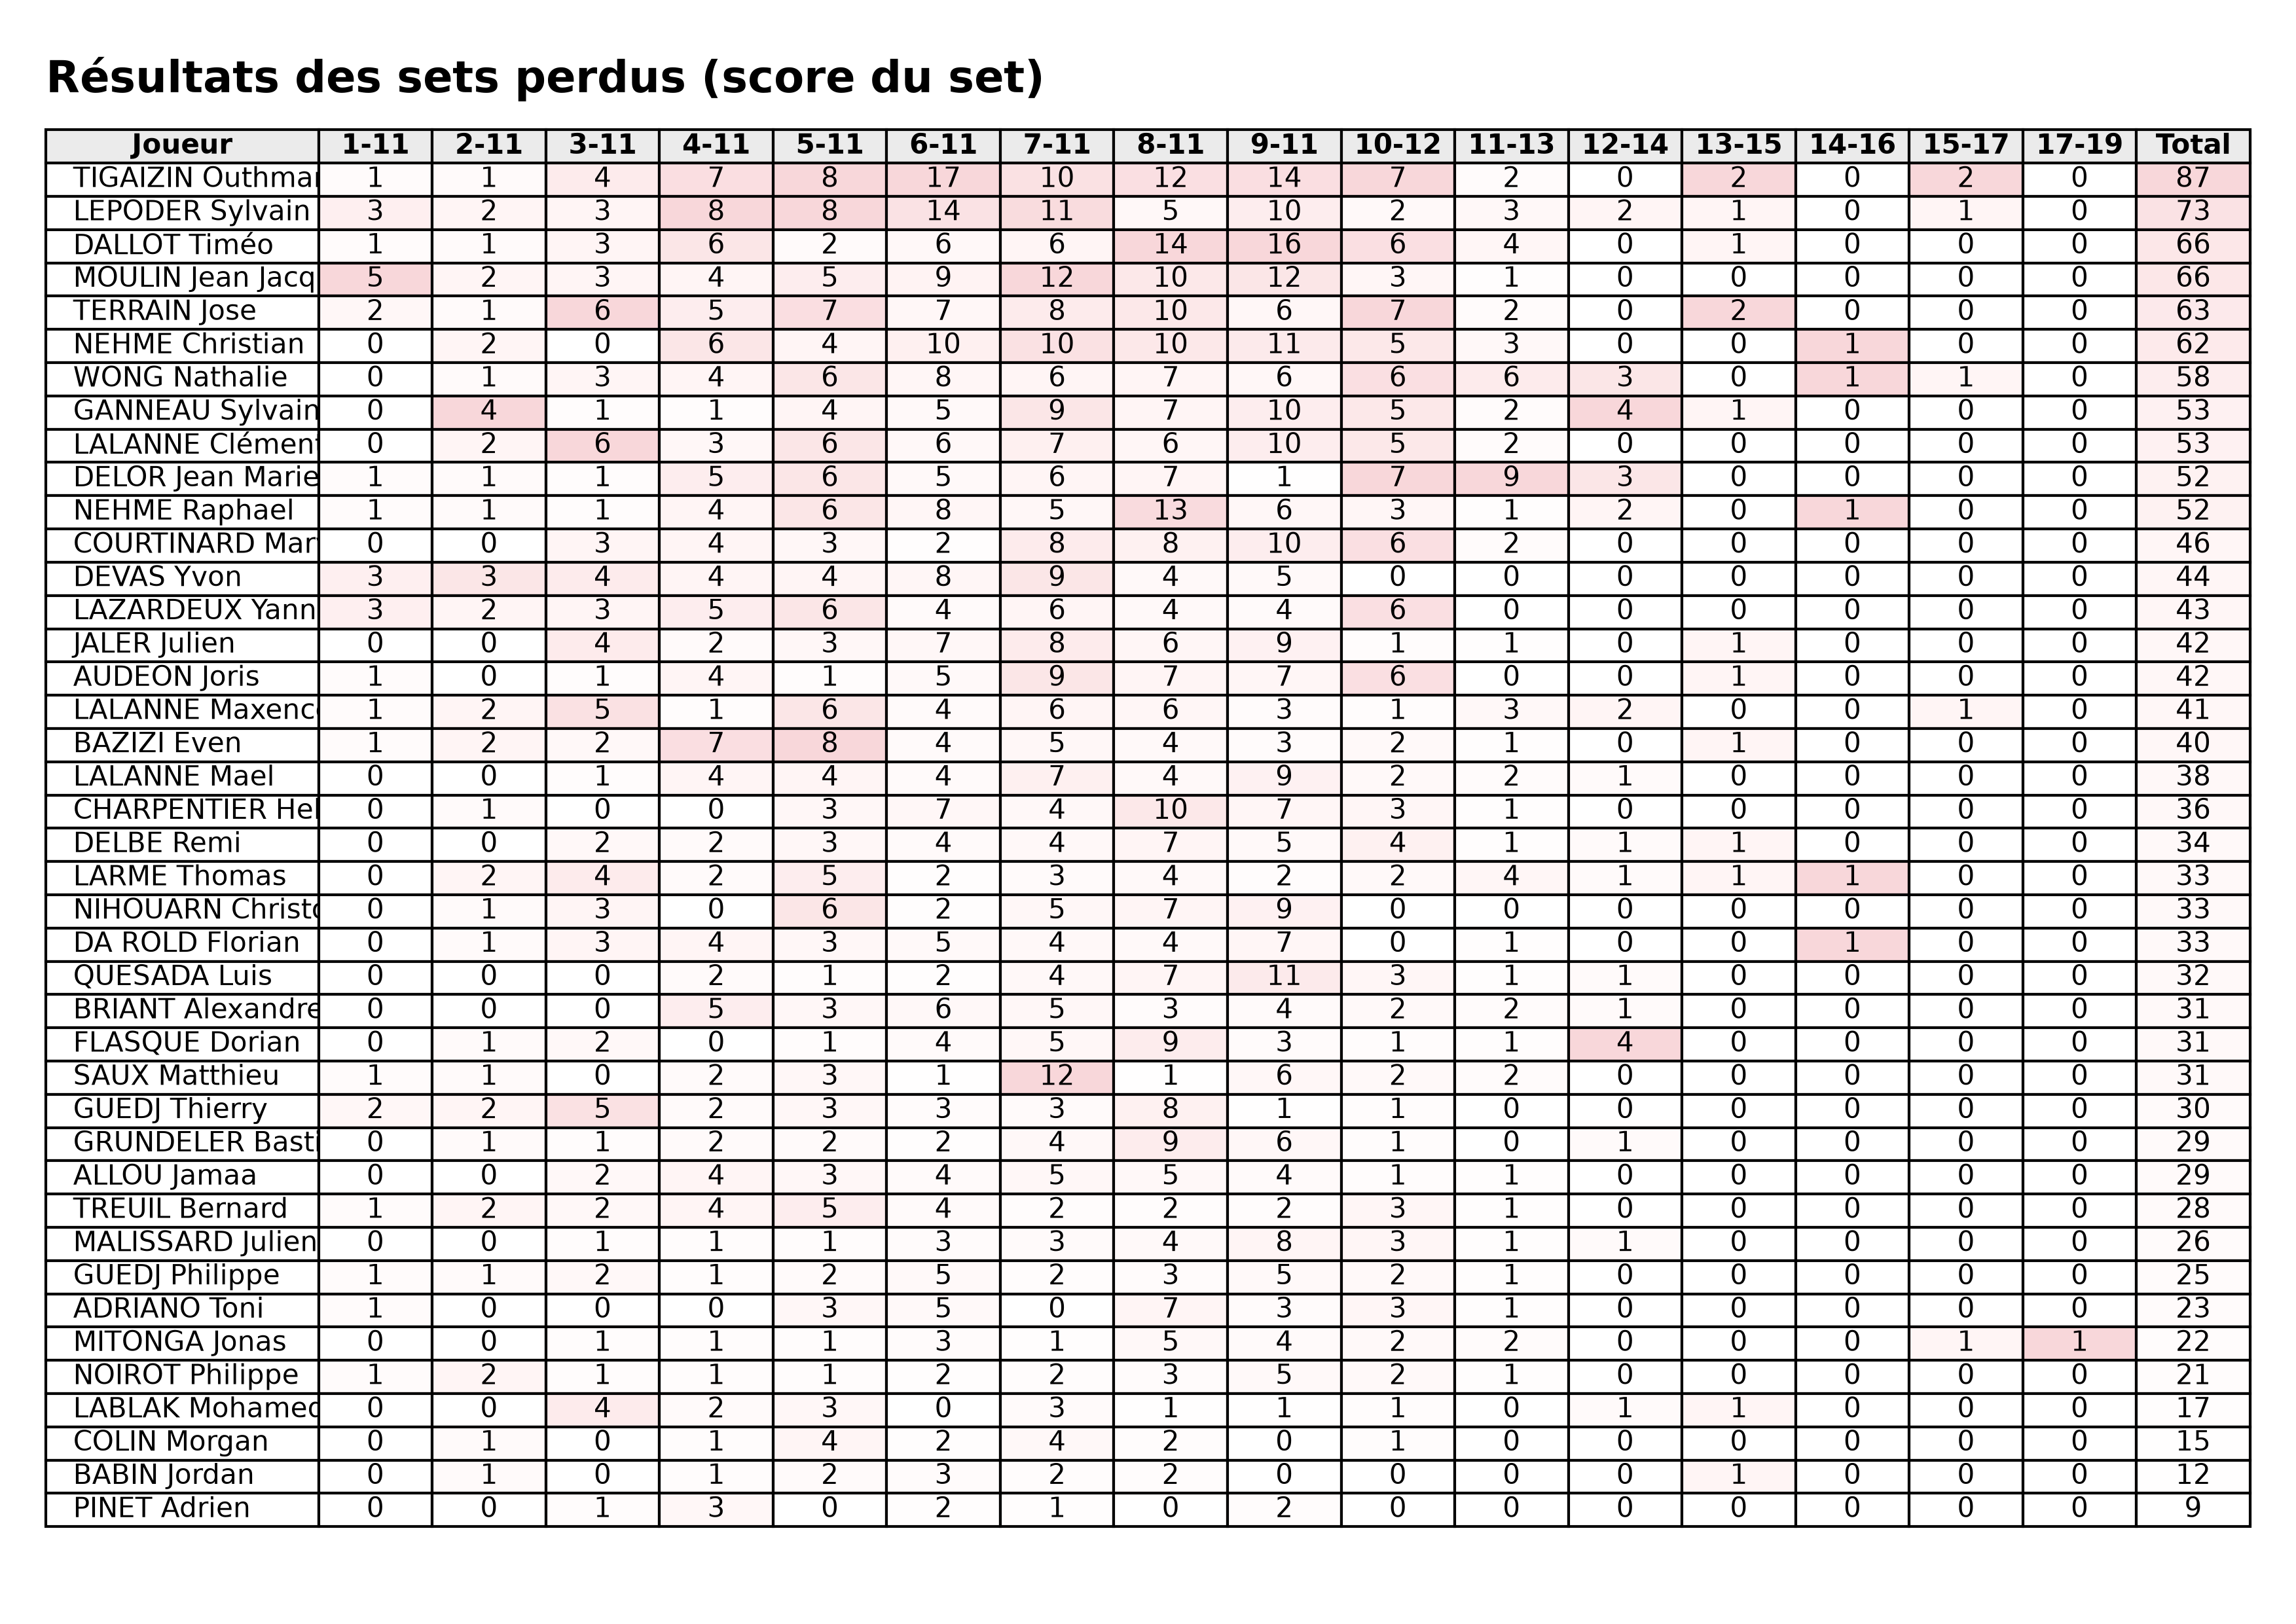 Résultats des sets perdus (score du set)
Joueur 1-11 2-11 3-11 4-11 5-11 6-11 7-11 8-11 9-11 10-12 11-13 12-14 13-15 14-16 15-17 17-19 Total
TIGAIZIN Outhmar 1 1 4 7 8 17 10 12 14 7 2 0 2 0 2 0 87
LEPODER Sylvain 3 2 3 8 8 14 11 5 10 2 3 2 1 0 1 0 73
DALLOT Timéo 1 1 3 6 2 6 6 14 16 6 4 0 1 0 0 0 66
MOULIN Jean Jacq 5 2 3 4 5 9 12 10 12 3 1 0 0 0 0 0 66
TERRAIN Jose 2 1 6 5 7 7 8 10 6 7 2 0 2 0 0 0 63
NEHME Christian 0 2 0 6 4 10 10 10 11 5 3 0 0 1 0 0 62
WONG Nathalie 0 1 3 4 6 8 6 7 6 6 6 3 0 1 1 0 58
GANNEAU Sylvain 0 4 1 1 4 5 9 7 10 5 2 4 1 0 0 0 53
LALANNE Clément 0 2 6 3 6 6 7 6 10 5 2 0 0 0 0 0 53
DELOR Jean Marie 1 1 1 5 6 5 6 7 1 7 9 3 0 0 0 0 52
NEHME Raphael 1 1 1 4 6 8 5 13 6 3 1 2 0 1 0 0 52
COURTINARD Mar 0 0 3 4 3 2 8 8 10 6 2 0 0 0 0 0 46
DEVAS Yvon 3 3 4 4 4 8 9 4 5 0 0 0 0 0 0 0 44
LAZARDEUX Yann 3 2 3 5 6 4 6 4 4 6 0 0 0 0 0 0 43
JALER Julien 0 0 4 2 3 7 8 6 9 1 1 0 1 0 0 0 42
AUDEON Joris 1 0 1 4 1 5 9 7 7 6 0 0 1 0 0 0 42
LALANNE Maxence 1 2 5 1 6 4 6 6 3 1 3 2 0 0 1 0 41
BAZIZI Even 1 2 2 7 8 4 5 4 3 2 1 0 1 0 0 0 40
LALANNE Mael 0 0 1 4 4 4 7 4 9 2 2 1 0 0 0 0 38
CHARPENTIER Hel 0 1 0 0 3 7 4 10 7 3 1 0 0 0 0 0 36
DELBE Remi 0 0 2 2 3 4 4 7 5 4 1 1 1 0 0 0 34
LARME Thomas 0 2 4 2 5 2 3 4 2 2 4 1 1 1 0 0 33
NIHOUARN Christo 0 1 3 0 6 2 5 7 9 0 0 0 0 0 0 0 33
DA ROLD Florian 0 1 3 4 3 5 4 4 7 0 1 0 0 1 0 0 33
QUESADA Luis 0 0 0 2 1 2 4 7 11 3 1 1 0 0 0 0 32
BRIANT Alexandre 0 0 0 5 3 6 5 3 4 2 2 1 0 0 0 0 31
FLASQUE Dorian 0 1 2 0 1 4 5 9 3 1 1 4 0 0 0 0 31
SAUX Matthieu 1 1 0 2 3 1 12 1 6 2 2 0 0 0 0 0 31
GUEDJ Thierry 2 2 5 2 3 3 3 8 1 1 0 0 0 0 0 0 30
GRUNDELER Basti 0 1 1 2 2 2 4 9 6 1 0 1 0 0 0 0 29
ALLOU Jamaa 0 0 2 4 3 4 5 5 4 1 1 0 0 0 0 0 29
TREUIL Bernard 1 2 2 4 5 4 2 2 2 3 1 0 0 0 0 0 28
MALISSARD Julien 0 0 1 1 1 3 3 4 8 3 1 1 0 0 0 0 26
GUEDJ Philippe 1 1 2 1 2 5 2 3 5 2 1 0 0 0 0 0 25
ADRIANO Toni 1 0 0 0 3 5 0 7 3 3 1 0 0 0 0 0 23
MITONGA Jonas 0 0 1 1 1 3 1 5 4 2 2 0 0 0 1 1 22
NOIROT Philippe 1 2 1 1 1 2 2 3 5 2 1 0 0 0 0 0 21
LABLAK Mohamed 0 0 4 2 3 0 3 1 1 1 0 1 1 0 0 0 17
COLIN Morgan 0 1 0 1 4 2 4 2 0 1 0 0 0 0 0 0 15
BABIN Jordan 0 1 0 1 2 3 2 2 0 0 0 0 1 0 0 0 12
PINET Adrien 0 0 1 3 0 2 1 0 2 0 0 0 0 0 0 0 9